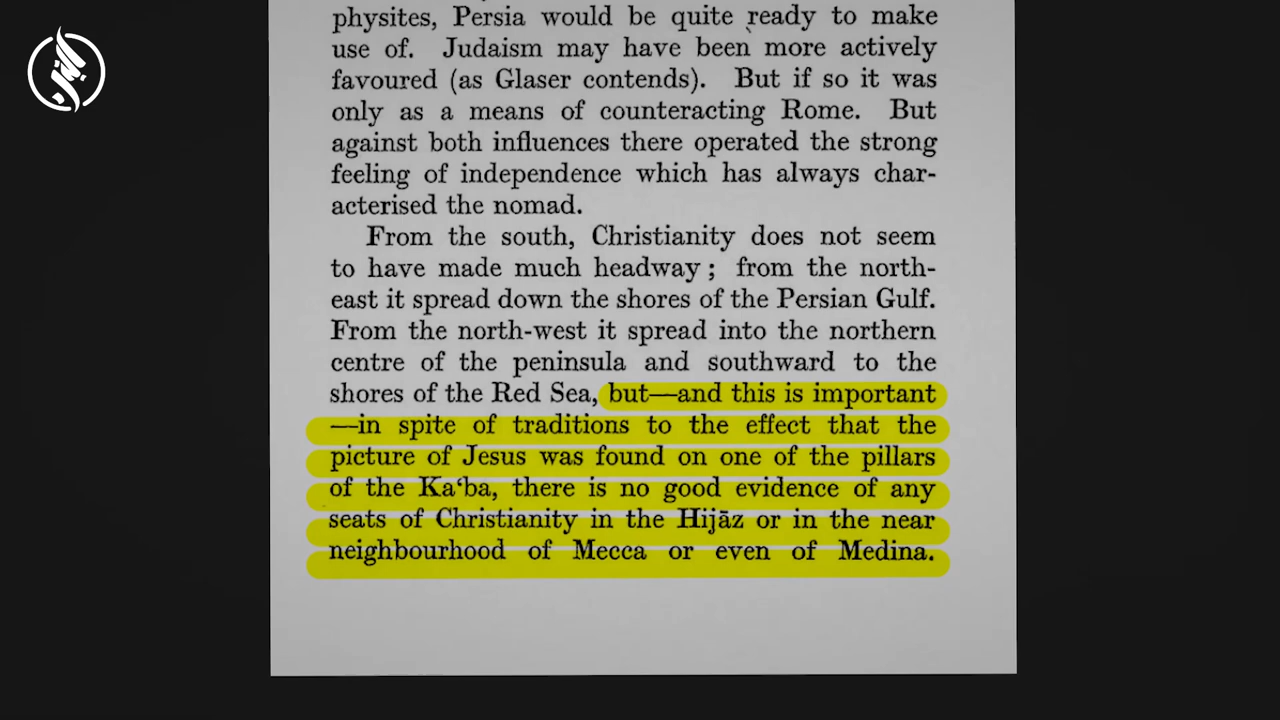 physites, Persia would be quite ready to make
use of. Judaism may have been more actively
favoured (as Glaser contends). But if so it was
only as a means of counteracting Rome. But
against both influences there operated the strong
feeling of independence which has always char-
acterised the nomad.
From the south, Christianity does not seem
to have made much headway ; from the north-
east it spread down the shores of the Persian Gulf.
From the north-west it spread into the northern
centre of the peninsula and southward to the
shores of the Red Sea, but—and this is important
—in spite of traditions to the effect that the
picture of Jesus was found on one of the pillars
of the Ka‘ba, there is no good evidence of any
seats of Christianity in the Hijāz or in the near
neighbourhood of Mecca or even of Medina.